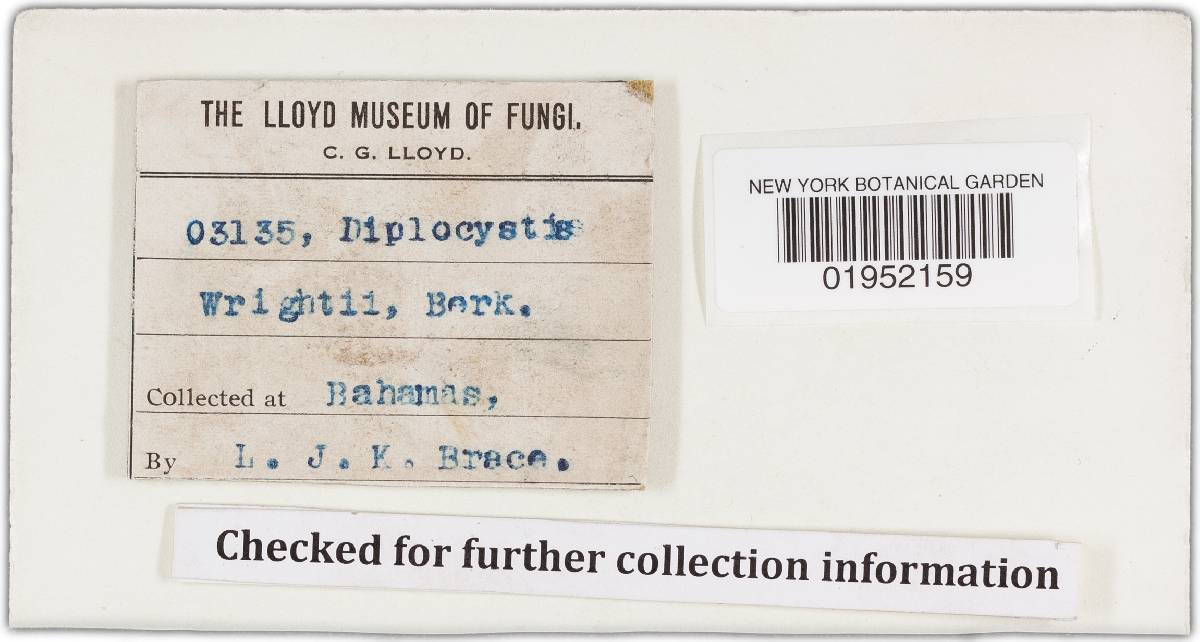 THE LLOYD MUSEUM OF FUNGI.
C. G. LLOYD.
03135, Diplocystis
Wrightii, Berk.
Collected at Bahamas,
By L. J. K. Brace.
NEW YORK BOTANICAL GARDEN
01952159
Checked for further collection information